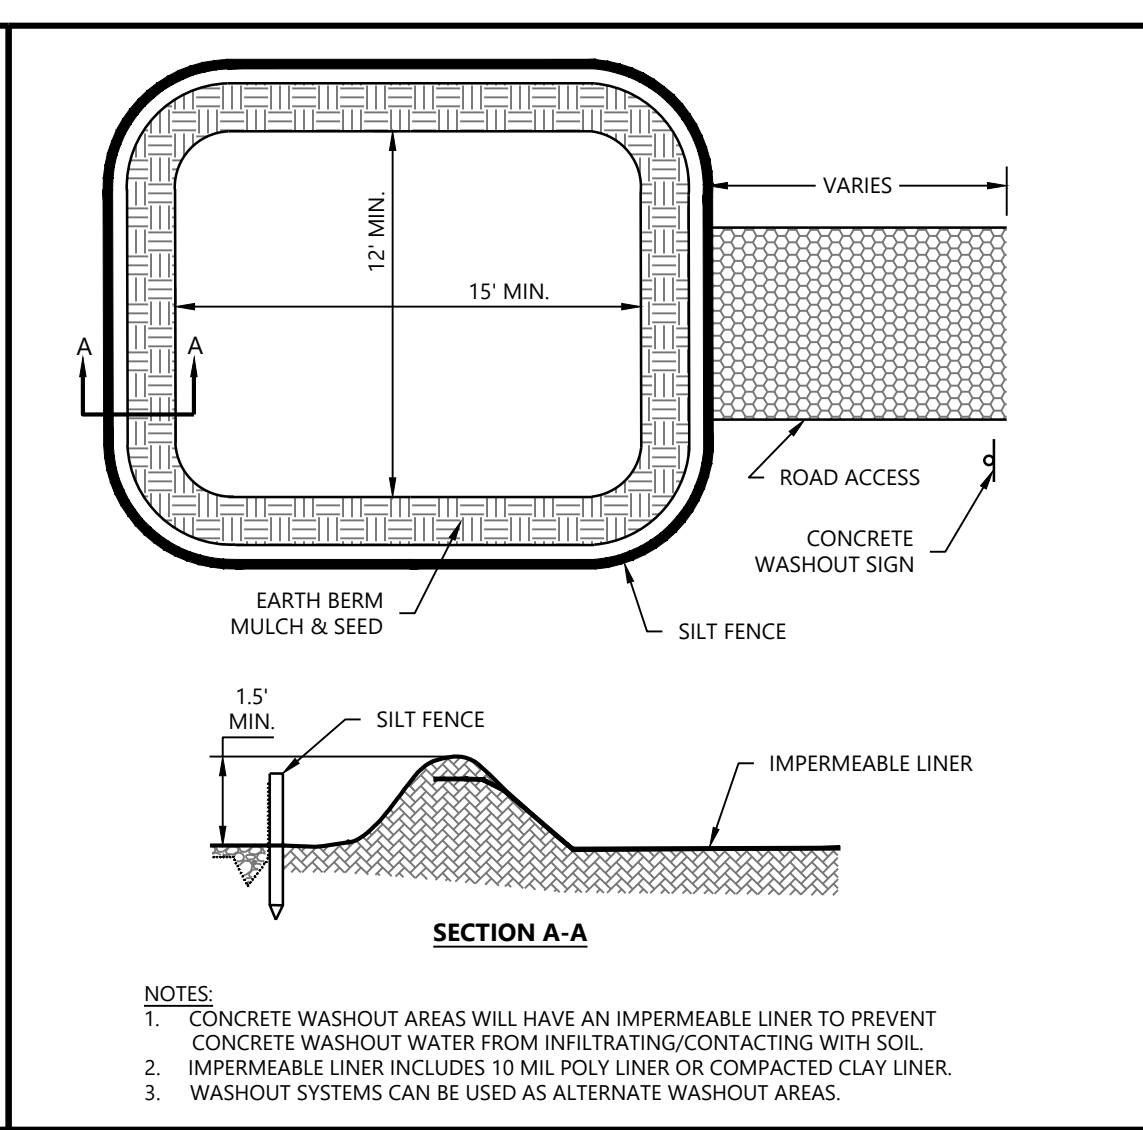 VARIES
12' MIN.
15' MIN.
A A
ROAD ACCESS
CONCRETE
WASHOUT SIGN
EARTH BERM
MULCH & SEED
SILT FENCE
1.5'
MIN.
SILT FENCE
IMPERMEABLE LINER
SECTION A-A
NOTES:
1. CONCRETE WASHOUT AREAS WILL HAVE AN IMPERMEABLE LINER TO PREVENT
CONCRETE WASHOUT WATER FROM INFILTRATING/CONTACTING WITH SOIL.
2. IMPERMEABLE LINER INCLUDES 10 MIL POLY LINER OR COMPACTED CLAY LINER.
3. WASHOUT SYSTEMS CAN BE USED AS ALTERNATE WASHOUT AREAS.